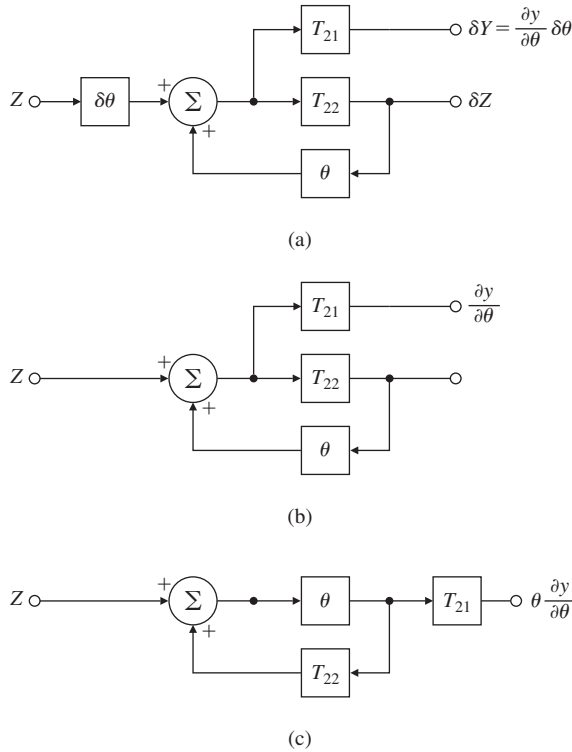 T₂₁
δY = ∂y/∂θ δθ
Z
δθ
+
Σ
+
T₂₂
δZ
θ
(a)
T₂₁
∂y/∂θ
Z
+
Σ
+
T₂₂
θ
(b)
Z
+
Σ
+
θ
T₂₁
θ ∂y/∂θ
T₂₂
(c)